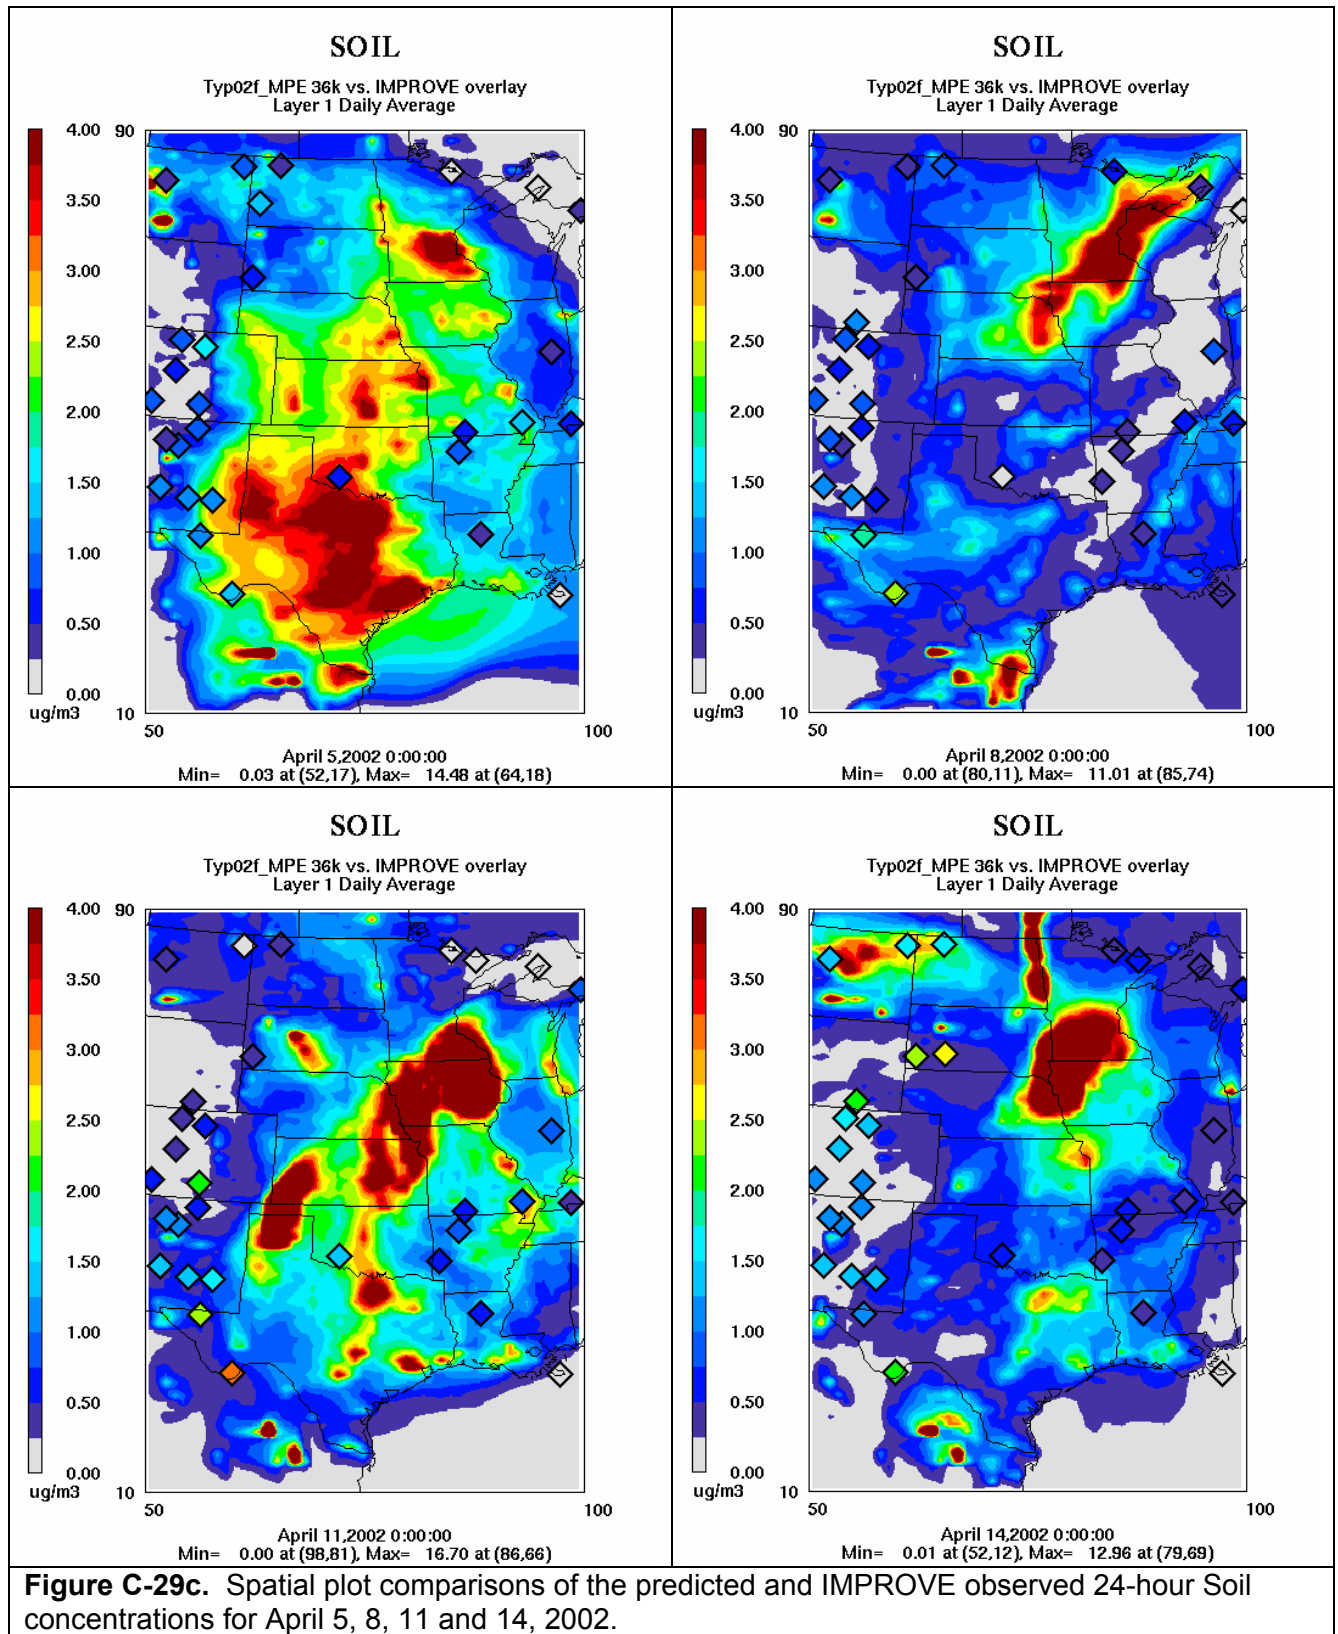 SOIL
Typ02f_MPE 36k vs. IMPROVE overlay
Layer 1 Daily Average
4.00
3.50
3.00
2.50
2.00
1.50
1.00
0.50
0.00
ug/m3
90
10
50
100
April 5,2002 0:00:00
Min= 0.03 at (52,17), Max= 14.48 at (64,18)
SOIL
Typ02f_MPE 36k vs. IMPROVE overlay
Layer 1 Daily Average
4.00
3.50
3.00
2.50
2.00
1.50
1.00
0.50
0.00
ug/m3
90
10
50
100
April 8,2002 0:00:00
Min= 0.00 at (80,11), Max= 11.01 at (85,74)
SOIL
Typ02f_MPE 36k vs. IMPROVE overlay
Layer 1 Daily Average
4.00
3.50
3.00
2.50
2.00
1.50
1.00
0.50
0.00
ug/m3
90
10
50
100
April 11,2002 0:00:00
Min= 0.00 at (98,81), Max= 16.70 at (86,66)
SOIL
Typ02f_MPE 36k vs. IMPROVE overlay
Layer 1 Daily Average
4.00
3.50
3.00
2.50
2.00
1.50
1.00
0.50
0.00
ug/m3
90
10
50
100
April 14,2002 0:00:00
Min= 0.01 at (52,12), Max= 12.96 at (79,69)
Figure C-29c. Spatial plot comparisons of the predicted and IMPROVE observed 24-hour Soil
concentrations for April 5, 8, 11 and 14, 2002.